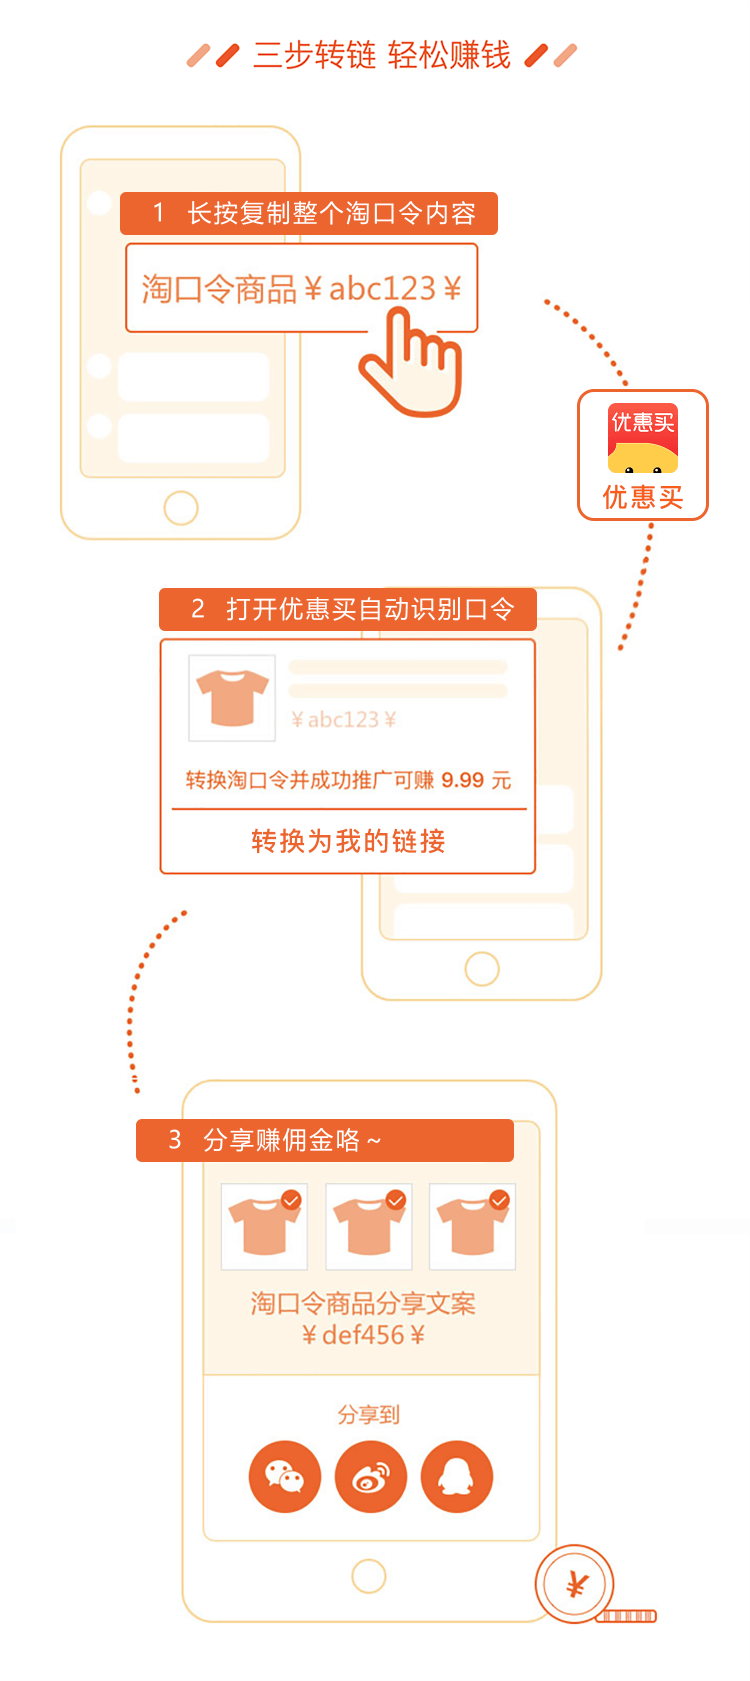 三步转链 轻松赚钱
1 长按复制整个淘口令内容
淘口令商品￥abc123￥
优惠买
优惠买
2 打开优惠买自动识别口令
￥abc123￥
转换淘口令并成功推广可赚 9.99 元
转换为我的链接
3 分享赚佣金咯~
淘口令商品分享文案
￥def456￥
分享到
¥